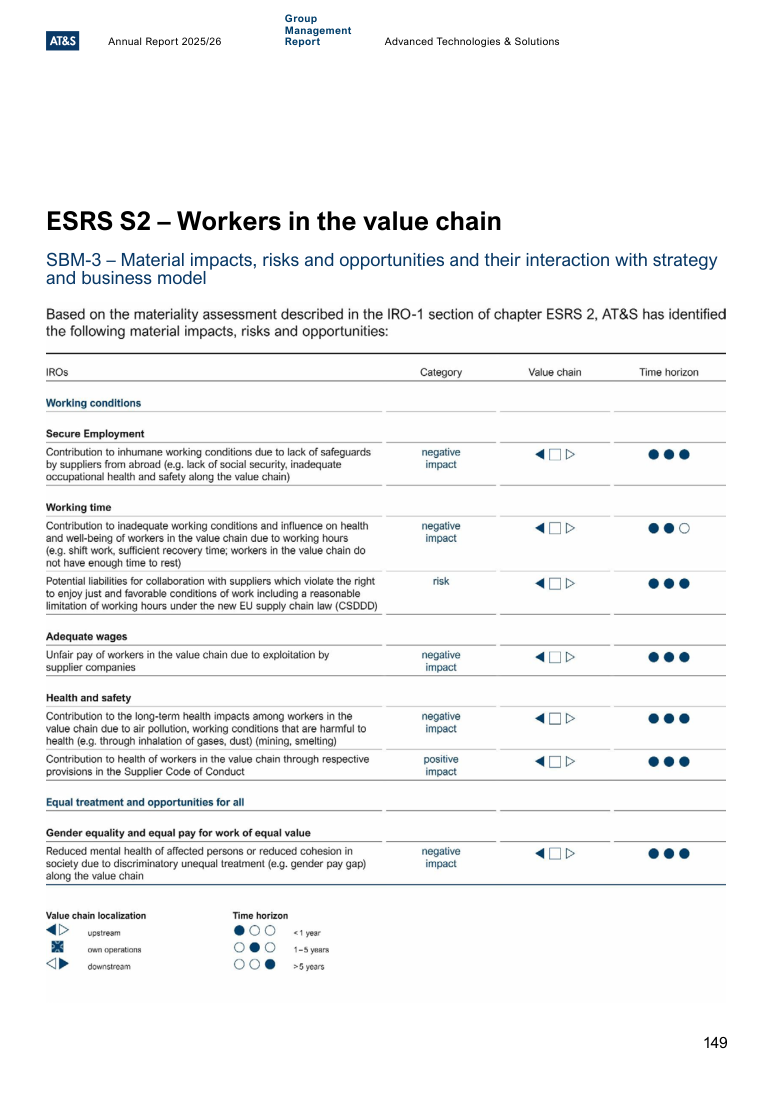 AT&S
Annual Report 2025/26
Group
Management
Report
Advanced Technologies & Solutions
ESRS S2 – Workers in the value chain
SBM-3 – Material impacts, risks and opportunities and their interaction with strategy
and business model
Based on the materiality assessment described in the IRO-1 section of chapter ESRS 2, AT&S has identified
the following material impacts, risks and opportunities:
IROs Category Value chain Time horizon
Working conditions
Secure Employment
Contribution to inhumane working conditions due to lack of safeguards
by suppliers from abroad (e.g. lack of social security, inadequate
occupational health and safety along the value chain)
negative
impact
Working time
Contribution to inadequate working conditions and influence on health
and well-being of workers in the value chain due to working hours
(e.g. shift work, sufficient recovery time; workers in the value chain do
not have enough time to rest)
negative
impact
Potential liabilities for collaboration with suppliers which violate the right
to enjoy just and favorable conditions of work including a reasonable
limitation of working hours under the new EU supply chain law (CSDDD)
risk
Adequate wages
Unfair pay of workers in the value chain due to exploitation by
supplier companies
negative
impact
Health and safety
Contribution to the long-term health impacts among workers in the
value chain due to air pollution, working conditions that are harmful to
health (e.g. through inhalation of gases, dust) (mining, smelting)
negative
impact
Contribution to health of workers in the value chain through respective
provisions in the Supplier Code of Conduct
positive
impact
Equal treatment and opportunities for all
Gender equality and equal pay for work of equal value
Reduced mental health of affected persons or reduced cohesion in
society due to discriminatory unequal treatment (e.g. gender pay gap)
along the value chain
negative
impact
Value chain localization
upstream
own operations
downstream
Time horizon
<1 year
1–5 years
>5 years
149